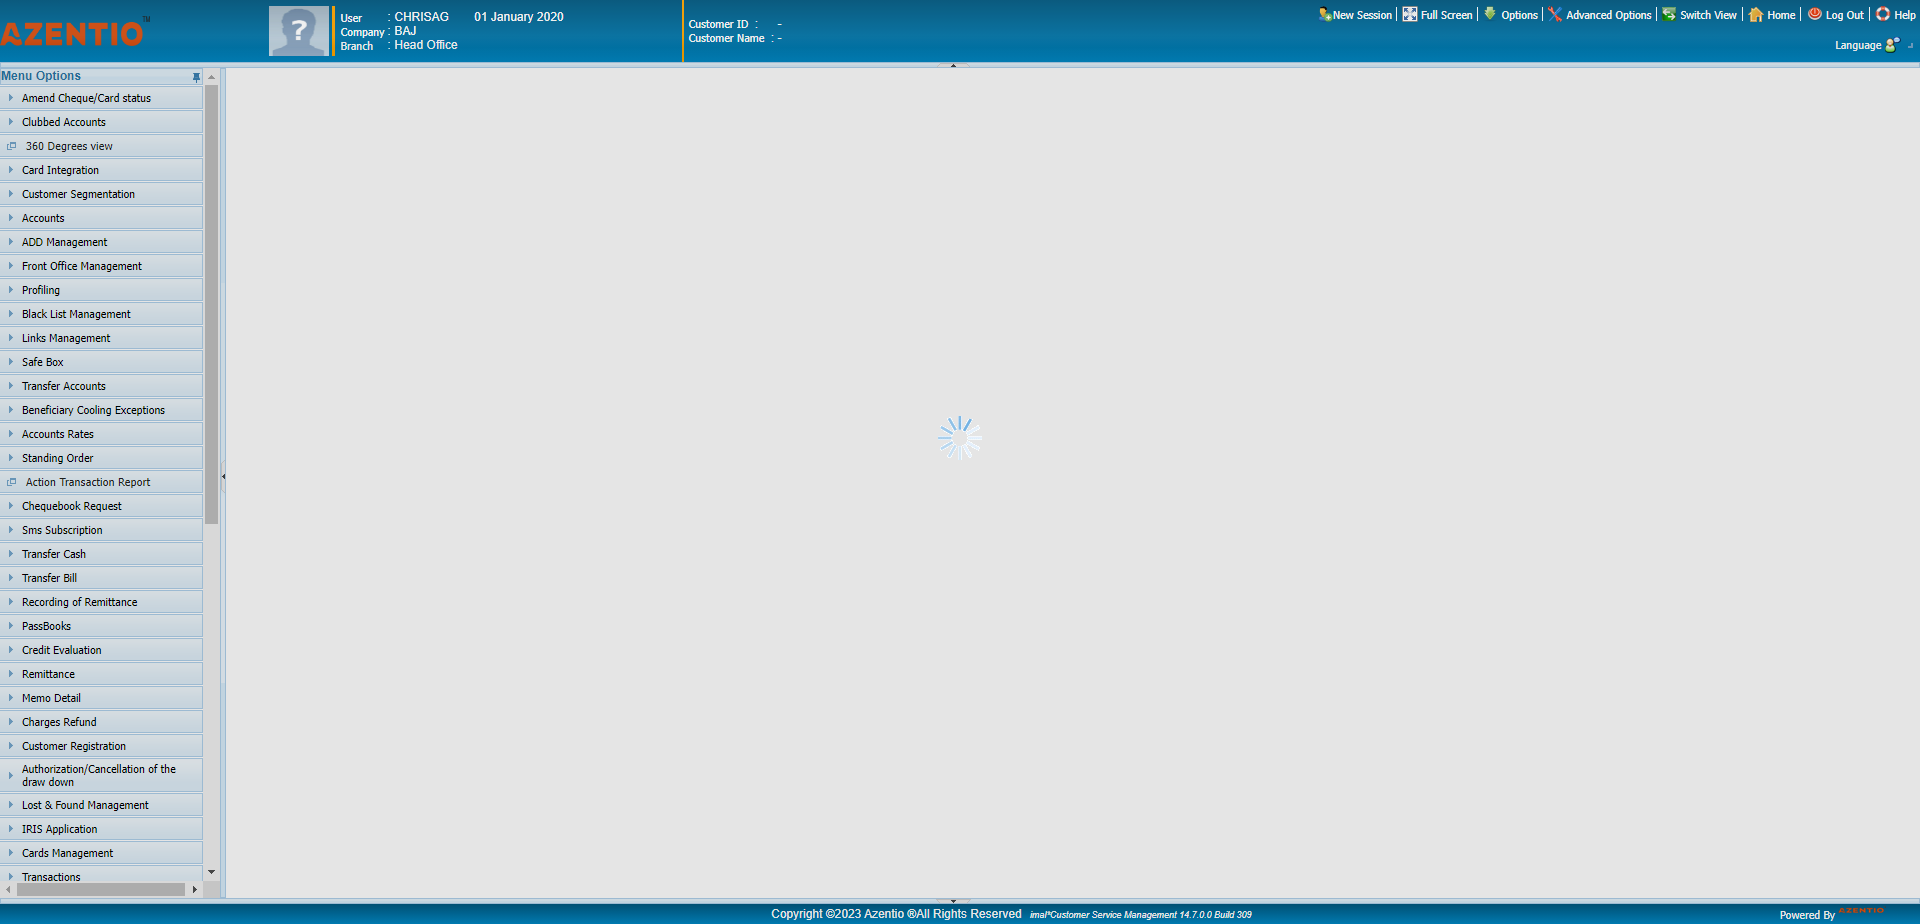 AZENTIO™
User : CHRISAG 01 January 2020
Company : BAJ
Branch : Head Office
Customer ID : -
Customer Name : -
New Session Full Screen Options Advanced Options Switch View Home Log Out Help
Language
Menu Options
Amend Cheque/Card status
Clubbed Accounts
360 Degrees view
Card Integration
Customer Segmentation
Accounts
ADD Management
Front Office Management
Profiling
Black List Management
Links Management
Safe Box
Transfer Accounts
Beneficiary Cooling Exceptions
Accounts Rates
Standing Order
Action Transaction Report
Chequebook Request
Sms Subscription
Transfer Cash
Transfer Bill
Recording of Remittance
PassBooks
Credit Evaluation
Remittance
Memo Detail
Charges Refund
Customer Registration
Authorization/Cancellation of the
draw down
Lost & Found Management
IRIS Application
Cards Management
Transactions
Copyright ©2023 Azentio ®All Rights Reserved imal®Customer Service Management 14.7.0.0 Build 309
Powered By AZENTIO